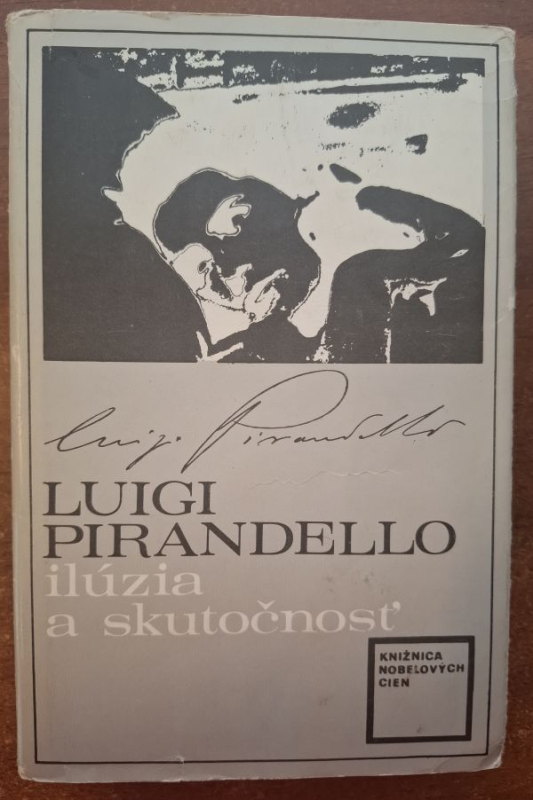 Luigi Pirandello
LUIGI
PIRANDELLO
ilúzia
a skutočnosť
KNIŽNICA
NOBELOVÝCH
CIEN